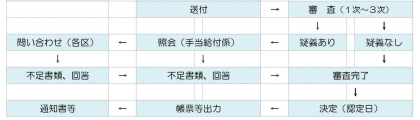 送付 → 審　査（１次～３次）
↓ ↓
問い合わせ（各区） ← 照会（手当給付係） ← 疑義あり 疑義なし
↓ ↓
不足書類、回答 → 不足書類、回答 → 審査完了
↓
通知書等 ← 帳票等出力 ← 決定（認定日）